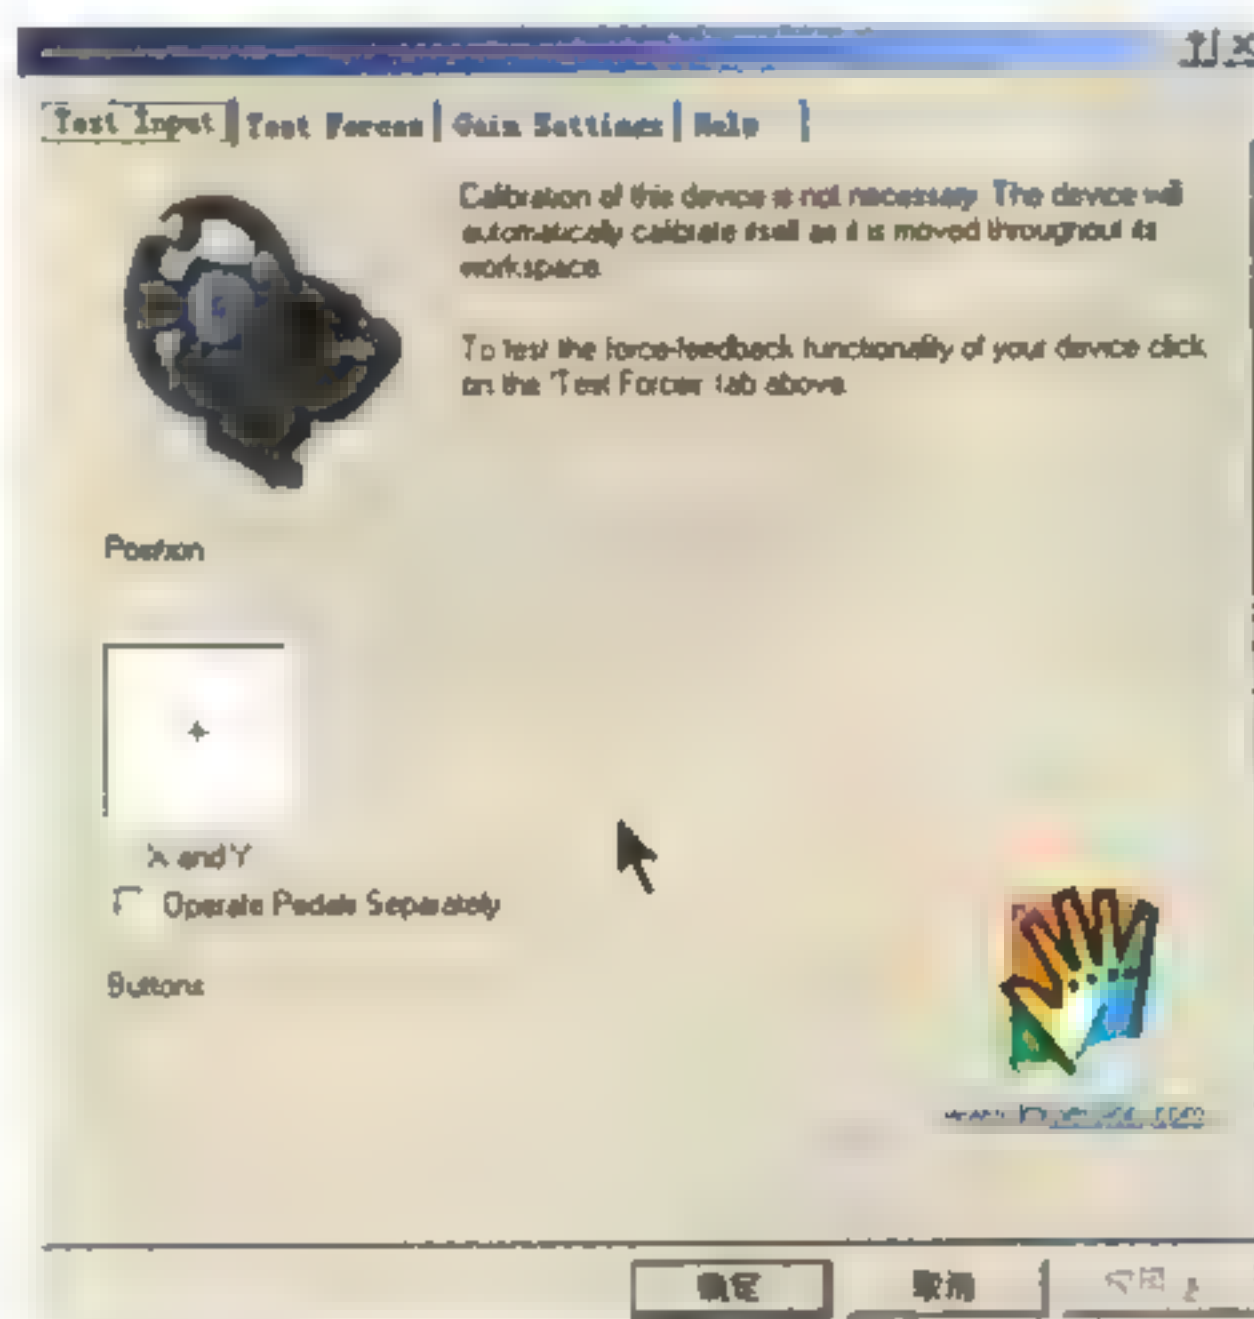 Test Input
Test Forces
Gain Settings
Help
Calibration of this device is not necessary. The device will
automatically calibrate itself as it is moved throughout its
workspace.
To test the force-feedback functionality of your device click
on the 'Test Forces' tab above.
Position
X and Y
Operate Pedals Separately
Buttons
确定
取消